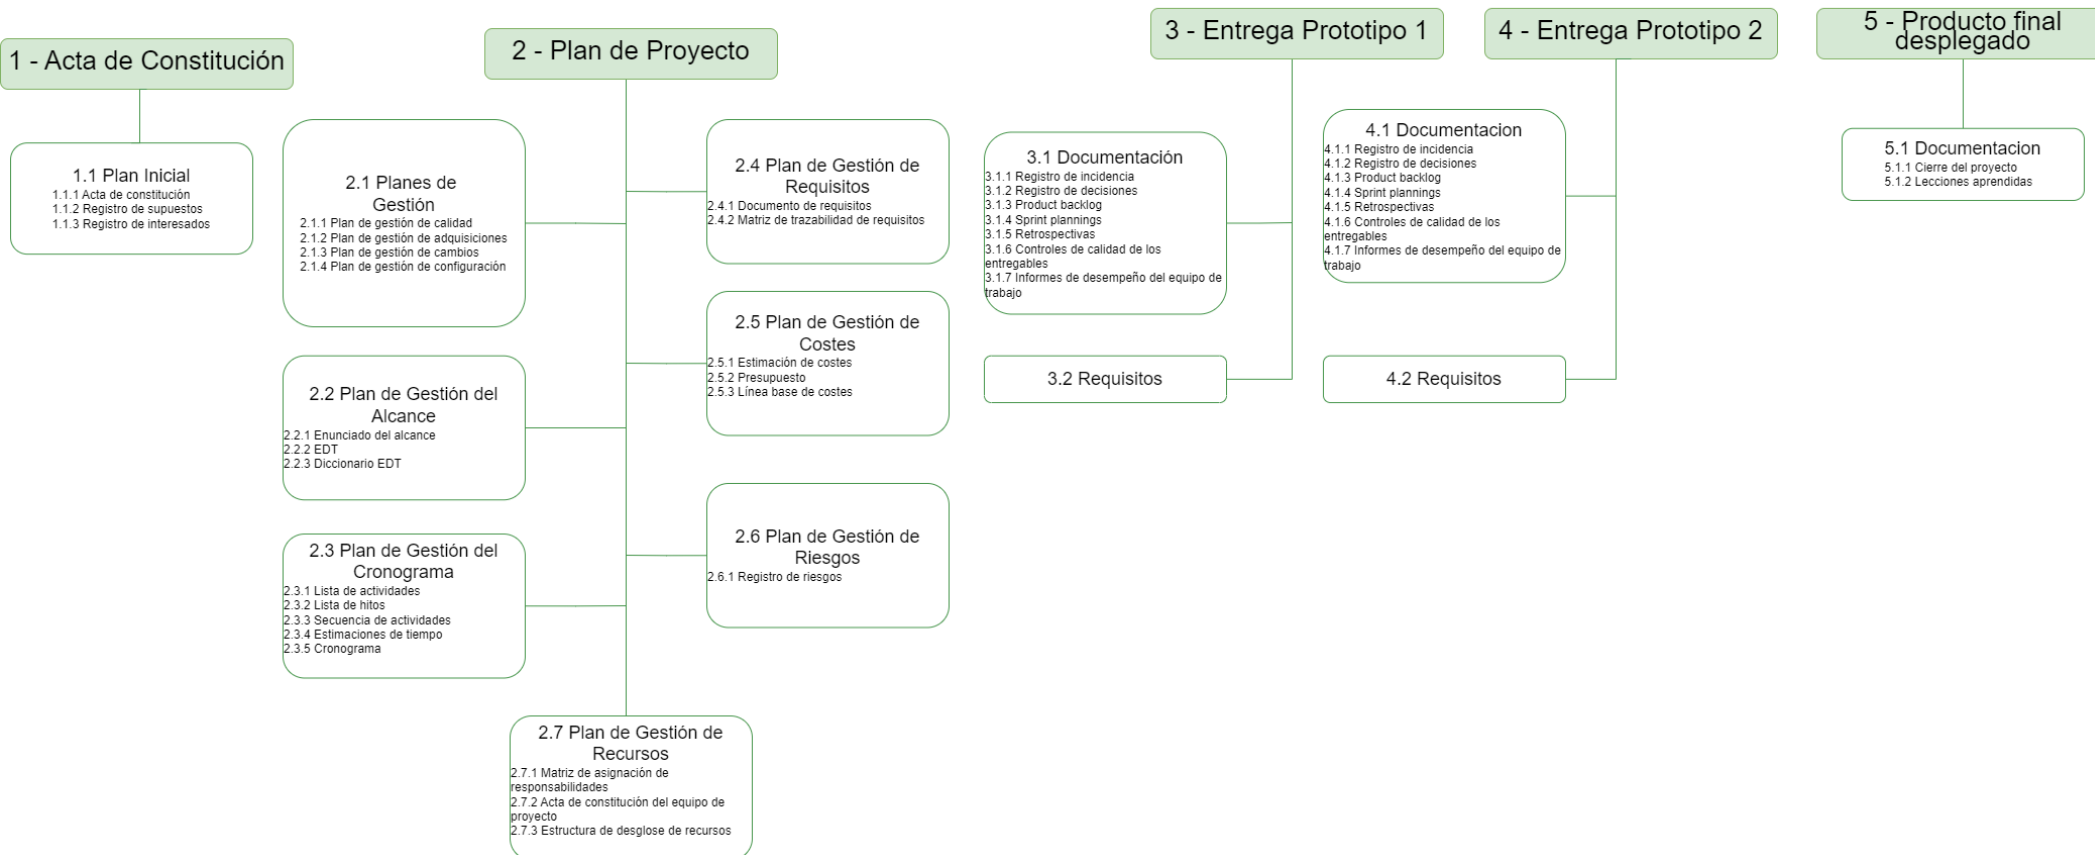 1 - Acta de Constitución
1.1 Plan Inicial
1.1.1 Acta de constitución
1.1.2 Registro de supuestos
1.1.3 Registro de interesados
2 - Plan de Proyecto
2.1 Planes de
Gestión
2.1.1 Plan de gestión de calidad
2.1.2 Plan de gestión de adquisiciones
2.1.3 Plan de gestión de cambios
2.1.4 Plan de gestión de configuración
2.2 Plan de Gestión del
Alcance
2.2.1 Enunciado del alcance
2.2.2 EDT
2.2.3 Diccionario EDT
2.3 Plan de Gestión del
Cronograma
2.3.1 Lista de actividades
2.3.2 Lista de hitos
2.3.3 Secuencia de actividades
2.3.4 Estimaciones de tiempo
2.3.5 Cronograma
2.4 Plan de Gestión de
Requisitos
2.4.1 Documento de requisitos
2.4.2 Matriz de trazabilidad de requisitos
2.5 Plan de Gestión de
Costes
2.5.1 Estimación de costes
2.5.2 Presupuesto
2.5.3 Línea base de costes
2.6 Plan de Gestión de
Riesgos
2.6.1 Registro de riesgos
2.7 Plan de Gestión de
Recursos
2.7.1 Matriz de asignación de
responsabilidades
2.7.2 Acta de constitución del equipo de
proyecto
2.7.3 Estructura de desglose de recursos
3 - Entrega Prototipo 1
3.1 Documentación
3.1.1 Registro de incidencia
3.1.2 Registro de decisiones
3.1.3 Product backlog
3.1.4 Sprint plannings
3.1.5 Retrospectivas
3.1.6 Controles de calidad de los
entregables
3.1.7 Informes de desempeño del equipo de
trabajo
3.2 Requisitos
4 - Entrega Prototipo 2
4.1 Documentacion
4.1.1 Registro de incidencia
4.1.2 Registro de decisiones
4.1.3 Product backlog
4.1.4 Sprint plannings
4.1.5 Retrospectivas
4.1.6 Controles de calidad de los
entregables
4.1.7 Informes de desempeño del equipo de
trabajo
4.2 Requisitos
5 - Producto final
desplegado
5.1 Documentacion
5.1.1 Cierre del proyecto
5.1.2 Lecciones aprendidas